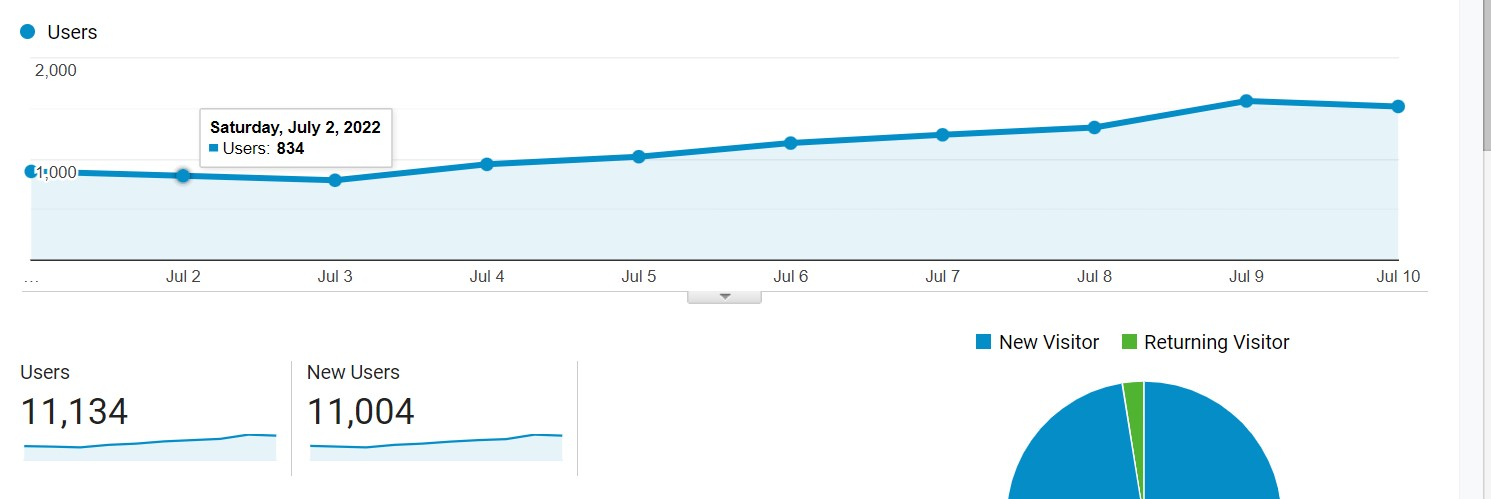 Users
2,000
Saturday, July 2, 2022
Users: 834
1,000
... Jul 2 Jul 3 Jul 4 Jul 5 Jul 6 Jul 7 Jul 8 Jul 9 Jul 10
New Visitor Returning Visitor
Users New Users
11,134 11,004